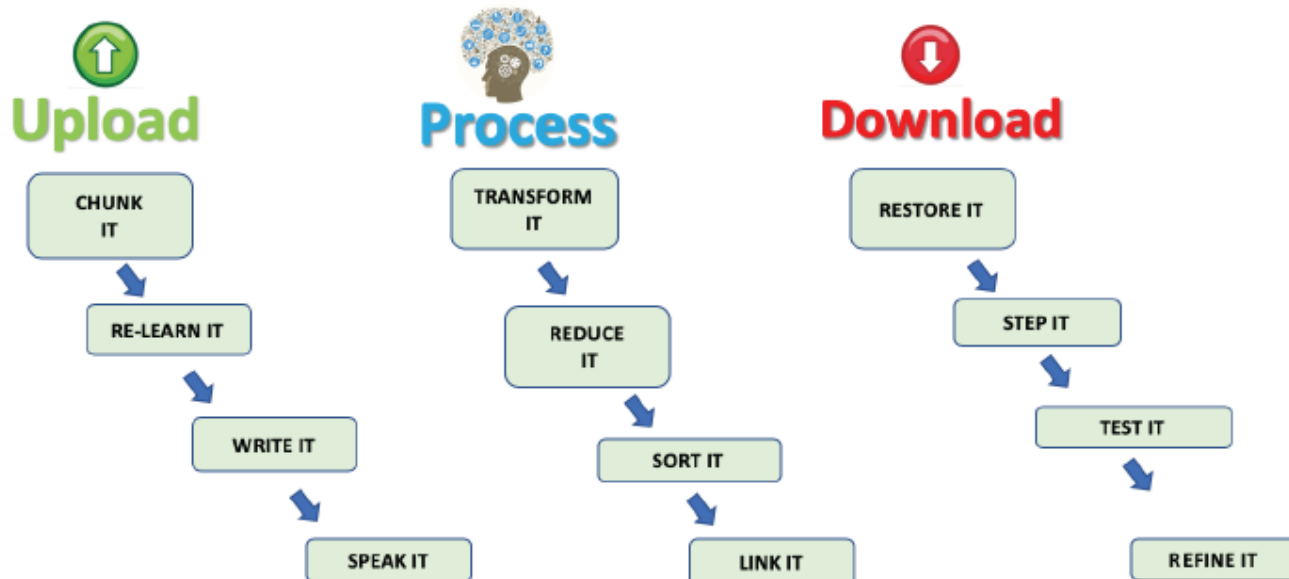 Upload
CHUNK
IT
RE-LEARN IT
WRITE IT
SPEAK IT
Process
TRANSFORM
IT
REDUCE
IT
SORT IT
LINK IT
Download
RESTORE IT
STEP IT
TEST IT
REFINE IT